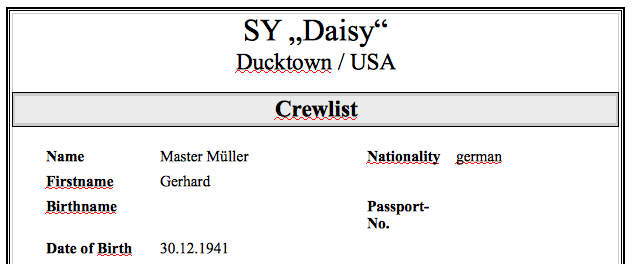 SY „Daisy“
Ducktown / USA
Crewlist
Name Master Müller Nationality german
Firstname Gerhard
Birthname Passport-
No.
Date of Birth 30.12.1941